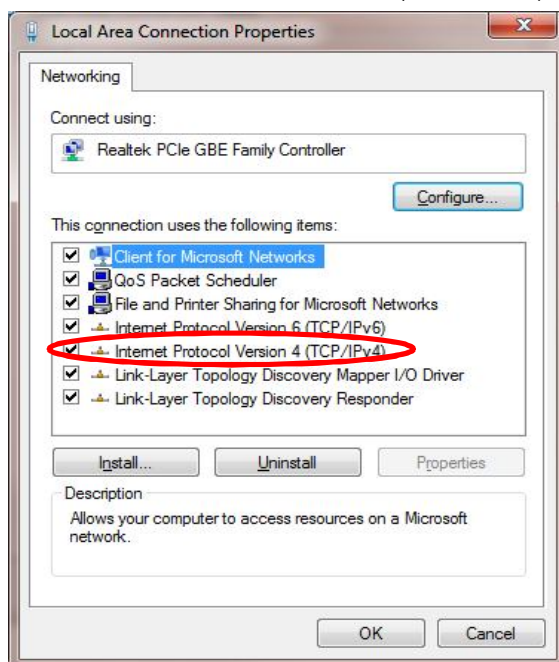 Local Area Connection Properties
Networking
Connect using:
Realtek PCIe GBE Family Controller
Configure...
This connection uses the following items:
Client for Microsoft Networks
QoS Packet Scheduler
File and Printer Sharing for Microsoft Networks
Internet Protocol Version 6 (TCP/IPv6)
Internet Protocol Version 4 (TCP/IPv4)
Link-Layer Topology Discovery Mapper I/O Driver
Link-Layer Topology Discovery Responder
Install... Uninstall Properties
Description
Allows your computer to access resources on a Microsoft
network.
OK Cancel